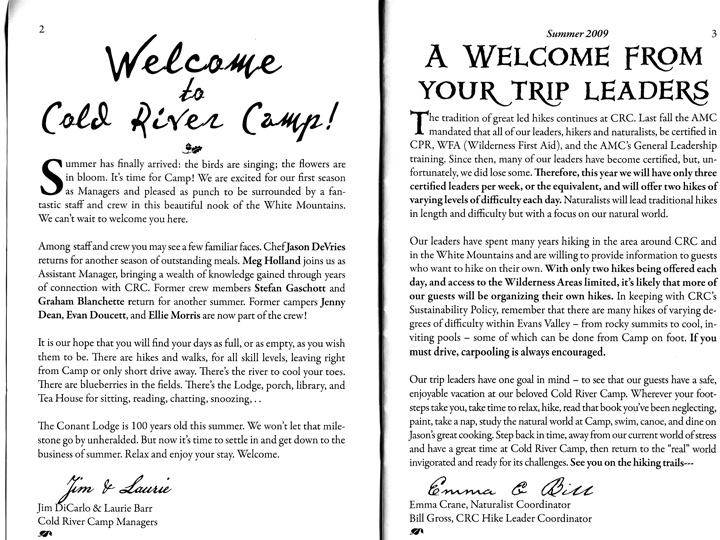 2
Welcome
to
Cold River Camp!
Summer has finally arrived: the birds are singing; the flowers are
in bloom. It's time for Camp! We are excited for our first season
as Managers and pleased as punch to be surrounded by a fan-
tastic staff and crew in this beautiful nook of the White Mountains.
We can't wait to welcome you here.
Among staff and crew you may see a few familiar faces. Chef Jason DeVries
returns for another season of outstanding meals. Meg Holland joins us as
Assistant Manager, bringing a wealth of knowledge gained through years
of connection with CRC. Former crew members Stefan Gaschott and
Graham Blanchette return for another summer. Former campers Jenny
Dean, Evan Doucett, and Ellie Morris are now part of the crew!
It is our hope that you will find your days as full, or as empty, as you wish
them to be. There are hikes and walks, for all skill levels, leaving right
from Camp or only short drive away. There's the river to cool your toes.
There are blueberries in the fields. There's the Lodge, porch, library, and
Tea House for sitting, reading, chatting, snoozing, . .
The Conant Lodge is 100 years old this summer. We won't let that mile-
stone go by unheralded. But now it's time to settle in and get down to the
business of summer. Relax and enjoy your stay. Welcome.
Jim & Laurie
Jim DiCarlo & Laurie Barr
Cold River Camp Managers
Summer 2009
3
A Welcome from
your trip leaders
The tradition of great led hikes continues at CRC. Last fall the AMC
mandated that all of our leaders, hikers and naturalists, be certified in
CPR, WFA (Wilderness First Aid), and the AMC's General Leadership
training. Since then, many of our leaders have become certified, but, un-
fortunately, we did lose some. Therefore, this year we will have only three
certified leaders per week, or the equivalent, and will offer two hikes of
varying levels of difficulty each day. Naturalists will lead traditional hikes
in length and difficulty but with a focus on our natural world.
Our leaders have spent many years hiking in the area around CRC and
in the White Mountains and are willing to provide information to guests
who want to hike on their own. With only two hikes being offered each
day, and access to the Wilderness Areas limited, it's likely that more of
our guests will be organizing their own hikes. In keeping with CRC's
Sustainability Policy, remember that there are many hikes of varying de-
grees of difficulty within Evans Valley – from rocky summits to cool, in-
viting pools – some of which can be done from Camp on foot. If you
must drive, carpooling is always encouraged.
Our trip leaders have one goal in mind – to see that our guests have a safe,
enjoyable vacation at our beloved Cold River Camp. Wherever your foot-
steps take you, take time to relax, hike, read that book you've been neglecting,
paint, take a nap, study the natural world at Camp, swim, canoe, and dine on
Jason's great cooking. Step back in time, away from our current world of stress
and have a great time at Cold River Camp, then return to the "real" world
invigorated and ready for its challenges. See you on the hiking trails---
Emma & Bill
Emma Crane, Naturalist Coordinator
Bill Gross, CRC Hike Leader Coordinator